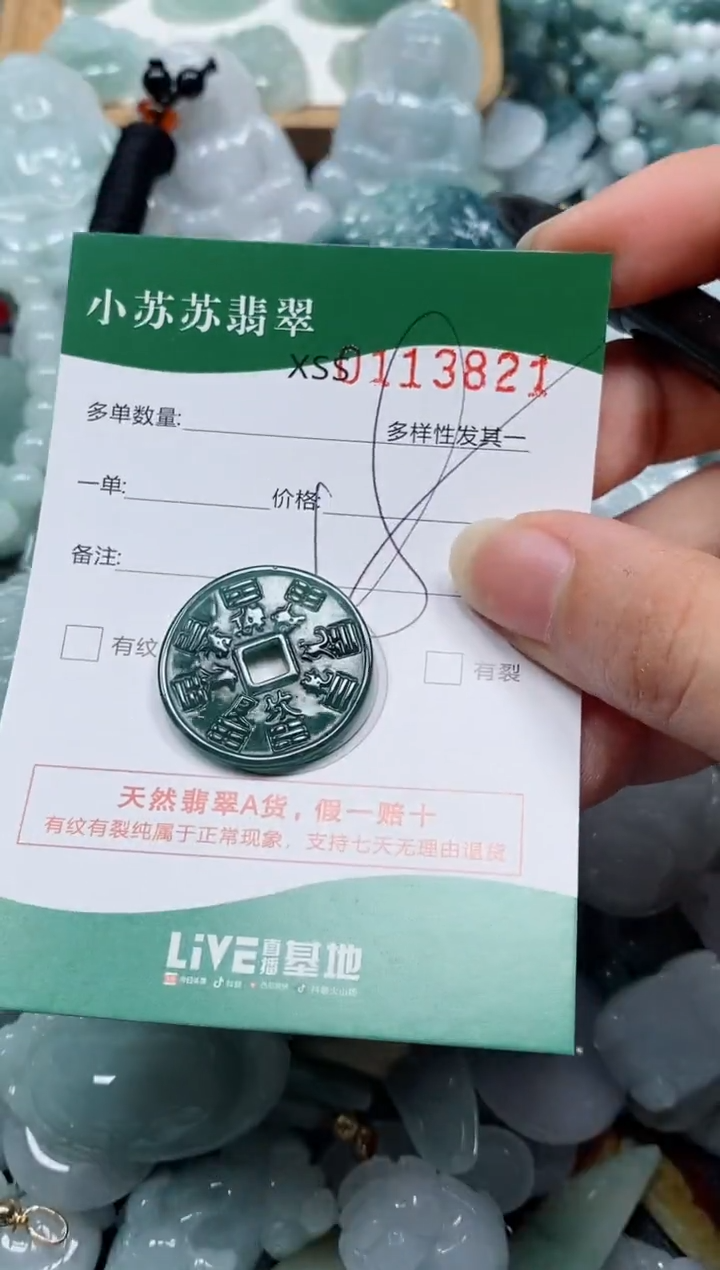 小苏苏翡翠
XSS0113821
多单数量:
多样性发其一
一单: 价格:
备注:
有纹 有裂
天然翡翠A货，假一赔十
有纹有裂纯属于正常现象，支持七天无理由退货
LiVE直播基地